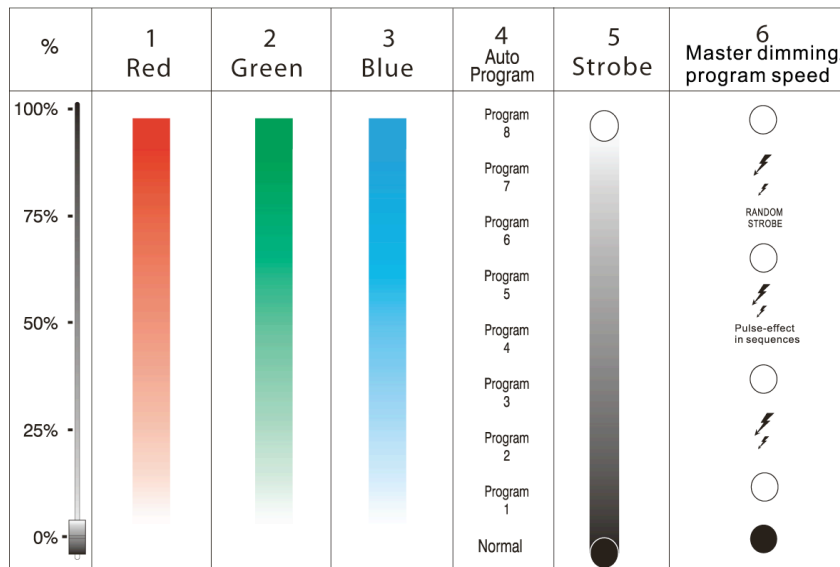 %
1
Red
2
Green
3
Blue
4
Auto
Program
5
Strobe
6
Master dimming
program speed
100%
75%
50%
25%
0%
Program
8
Program
7
Program
6
Program
5
Program
4
Program
3
Program
2
Program
1
Normal
RANDOM
STROBE
Pulse-effect
in sequences